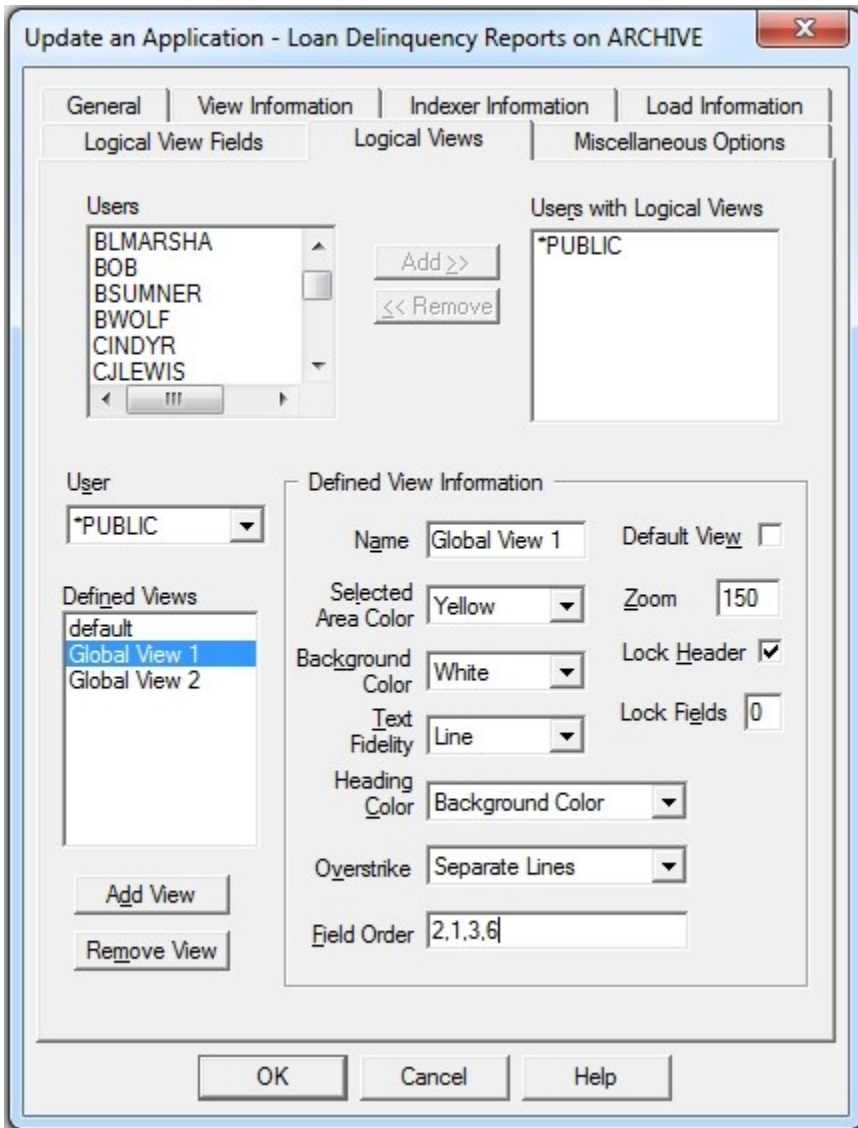 Update an Application - Loan Delinquency Reports on ARCHIVE
General
View Information
Indexer Information
Load Information
Logical View Fields
Logical Views
Miscellaneous Options
Users
BLMARSHA
BOB
BSUMNER
BWOLF
CINDYR
CJLEWIS
Add >>
<< Remove
Users with Logical Views
*PUBLIC
User
*PUBLIC
Defined Views
default
Global View 1
Global View 2
Add View
Remove View
Defined View Information
Name
Global View 1
Default View
Selected
Area Color
Yellow
Zoom
150
Background
Color
White
Lock Header
Text
Fidelity
Line
Lock Fields
0
Heading
Color
Background Color
Overstrike
Separate Lines
Field Order
2,1,3,6
OK
Cancel
Help